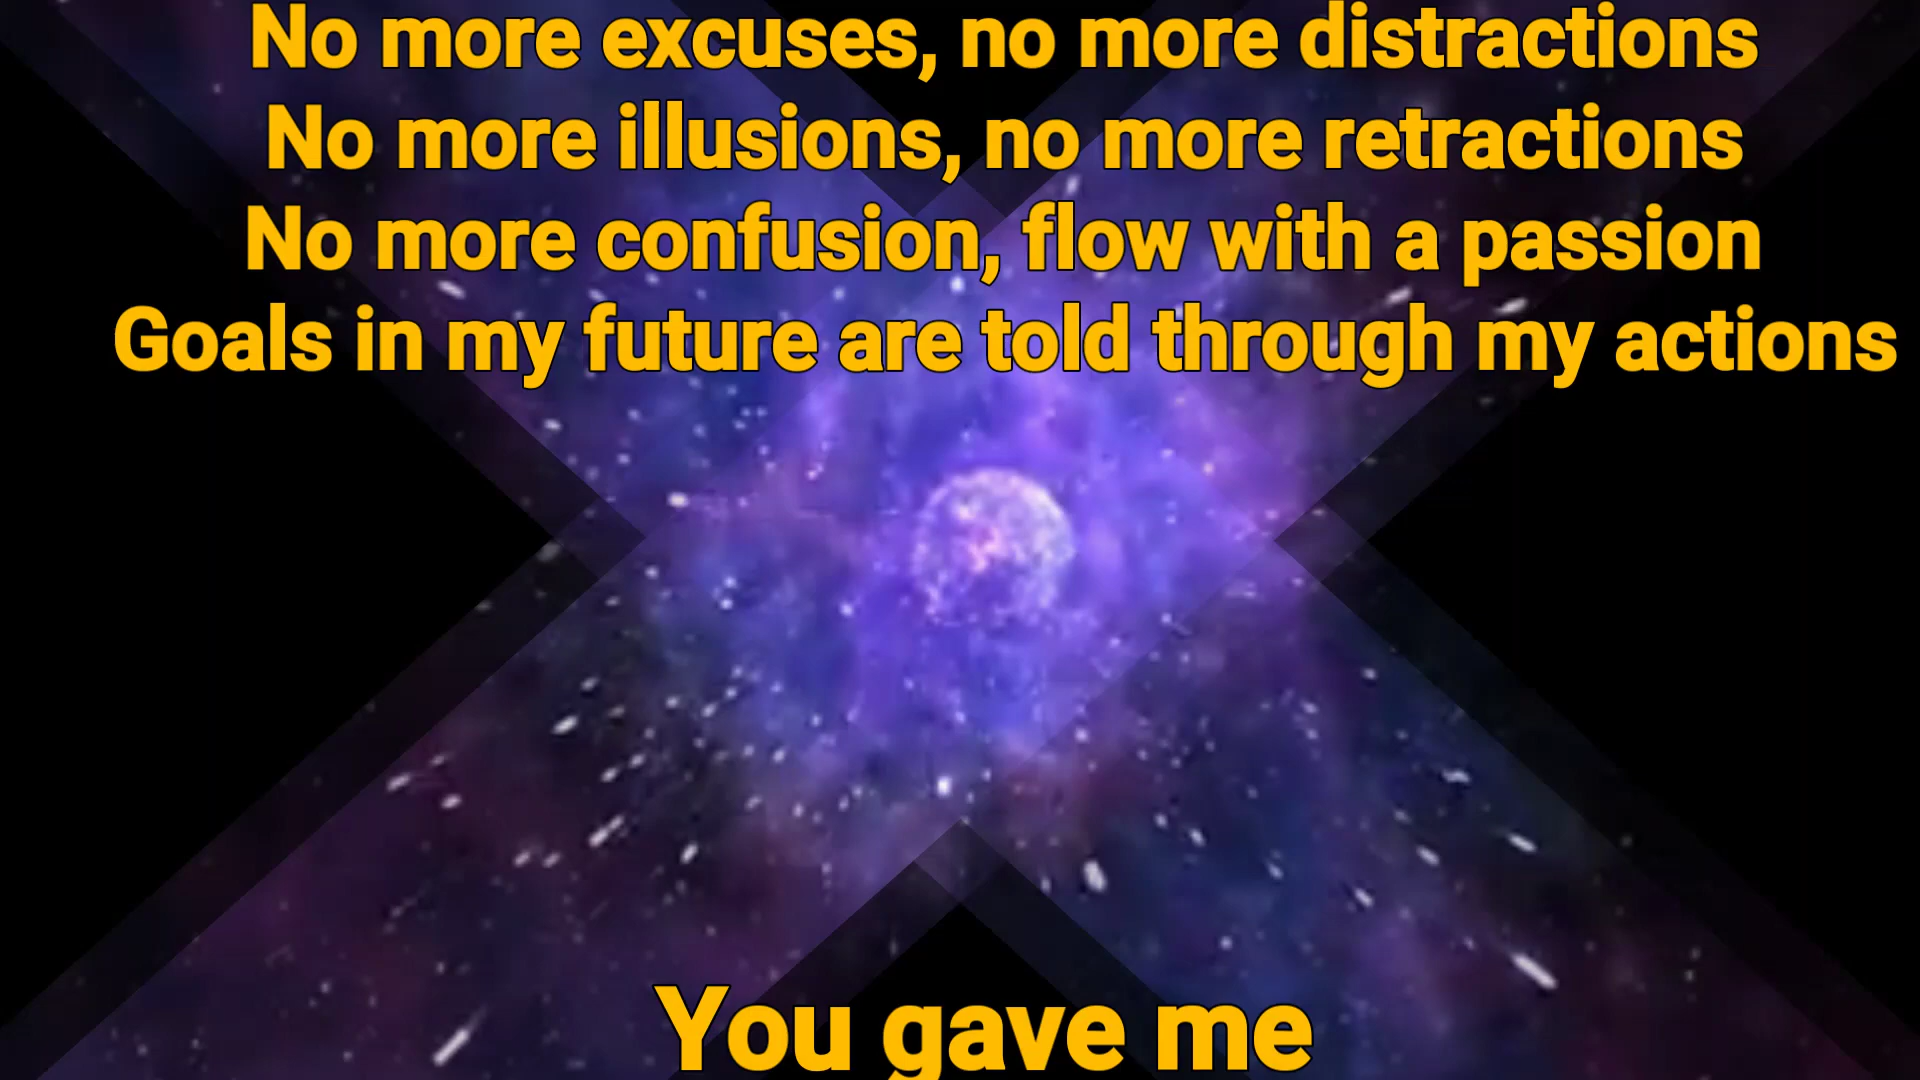 No more excuses, no more distractions
No more illusions, no more retractions
No more confusion, flow with a passion
Goals in my future are told through my actions
You gave me